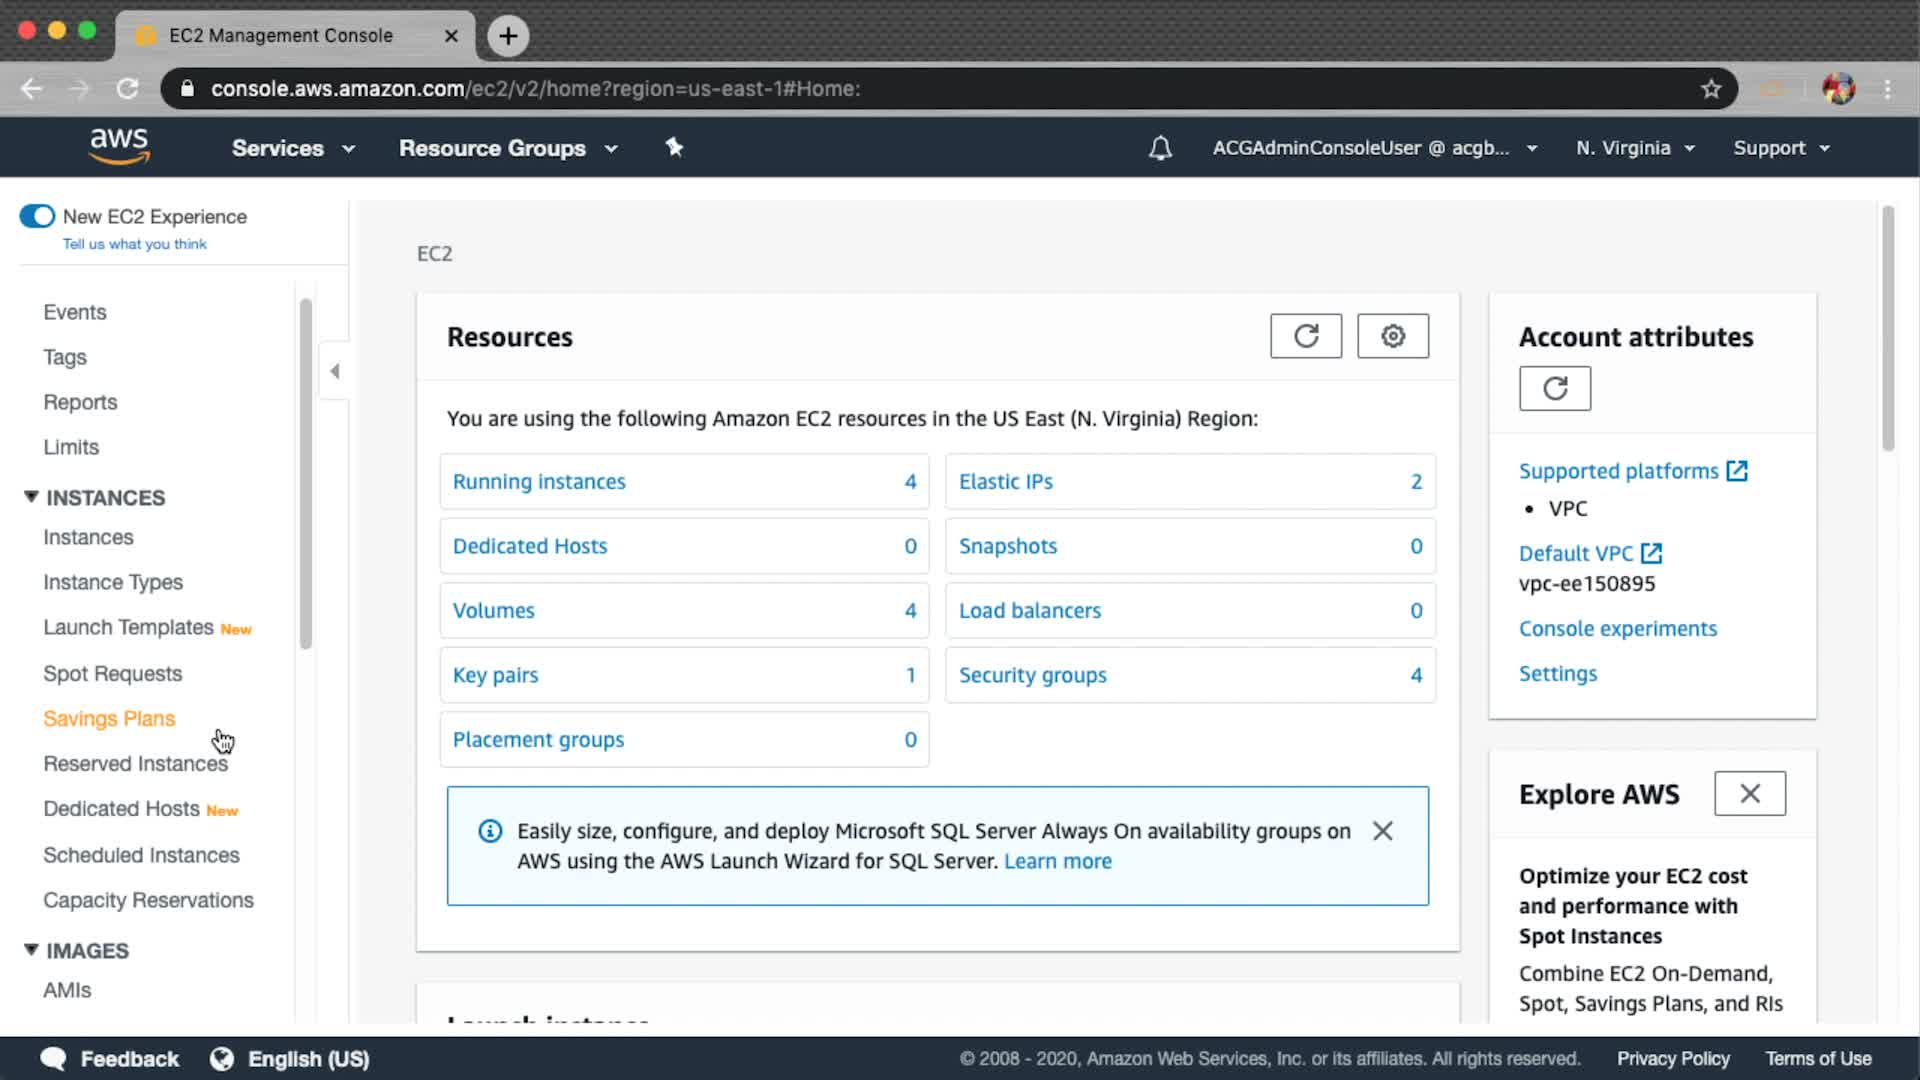 EC2 Management Console
console.aws.amazon.com/ec2/v2/home?region=us-east-1#Home:
aws
Services
Resource Groups
ACGAdminConsoleUser @ acgb...
N. Virginia
Support
New EC2 Experience
Tell us what you think
Events
Tags
Reports
Limits
INSTANCES
Instances
Instance Types
Launch Templates New
Spot Requests
Savings Plans
Reserved Instances
Dedicated Hosts New
Scheduled Instances
Capacity Reservations
IMAGES
AMIs
EC2
Resources
You are using the following Amazon EC2 resources in the US East (N. Virginia) Region:
Running instances 4
Elastic IPs 2
Dedicated Hosts 0
Snapshots 0
Volumes 4
Load balancers 0
Key pairs 1
Security groups 4
Placement groups 0
Easily size, configure, and deploy Microsoft SQL Server Always On availability groups on
AWS using the AWS Launch Wizard for SQL Server. Learn more
Launch instance
Account attributes
Supported platforms
• VPC
Default VPC
vpc-ee150895
Console experiments
Settings
Explore AWS
Optimize your EC2 cost
and performance with
Spot Instances
Combine EC2 On-Demand,
Spot, Savings Plans, and RIs
Feedback
English (US)
© 2008 - 2020, Amazon Web Services, Inc. or its affiliates. All rights reserved.
Privacy Policy
Terms of Use